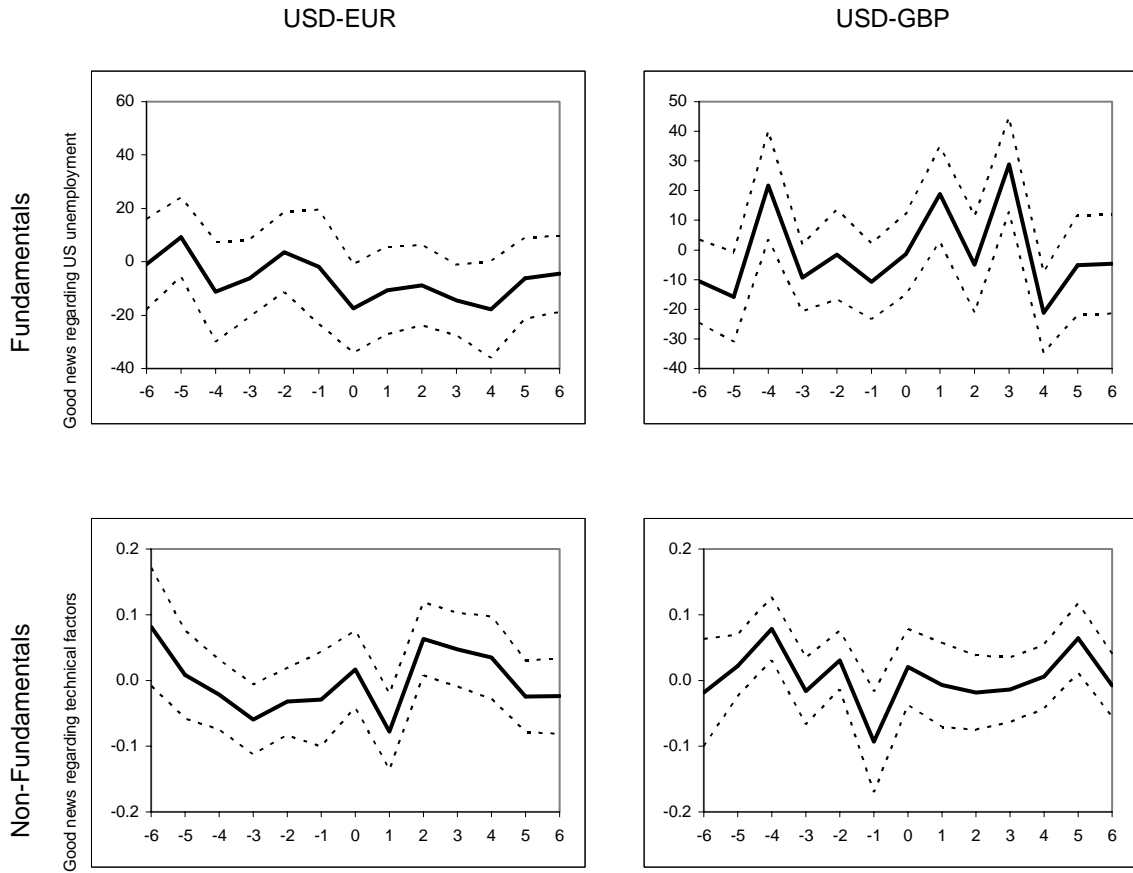 USD-EUR
USD-GBP
Fundamentals
Good news regarding US unemployment
60
40
20
0
-20
-40
-6 -5 -4 -3 -2 -1 0 1 2 3 4 5 6
50
40
30
20
10
0
-10
-20
-30
-40
-6 -5 -4 -3 -2 -1 0 1 2 3 4 5 6
Non-Fundamentals
Good news regarding technical factors
0.2
0.1
0.0
-0.1
-0.2
-6 -5 -4 -3 -2 -1 0 1 2 3 4 5 6
0.2
0.1
0.0
-0.1
-0.2
-6 -5 -4 -3 -2 -1 0 1 2 3 4 5 6